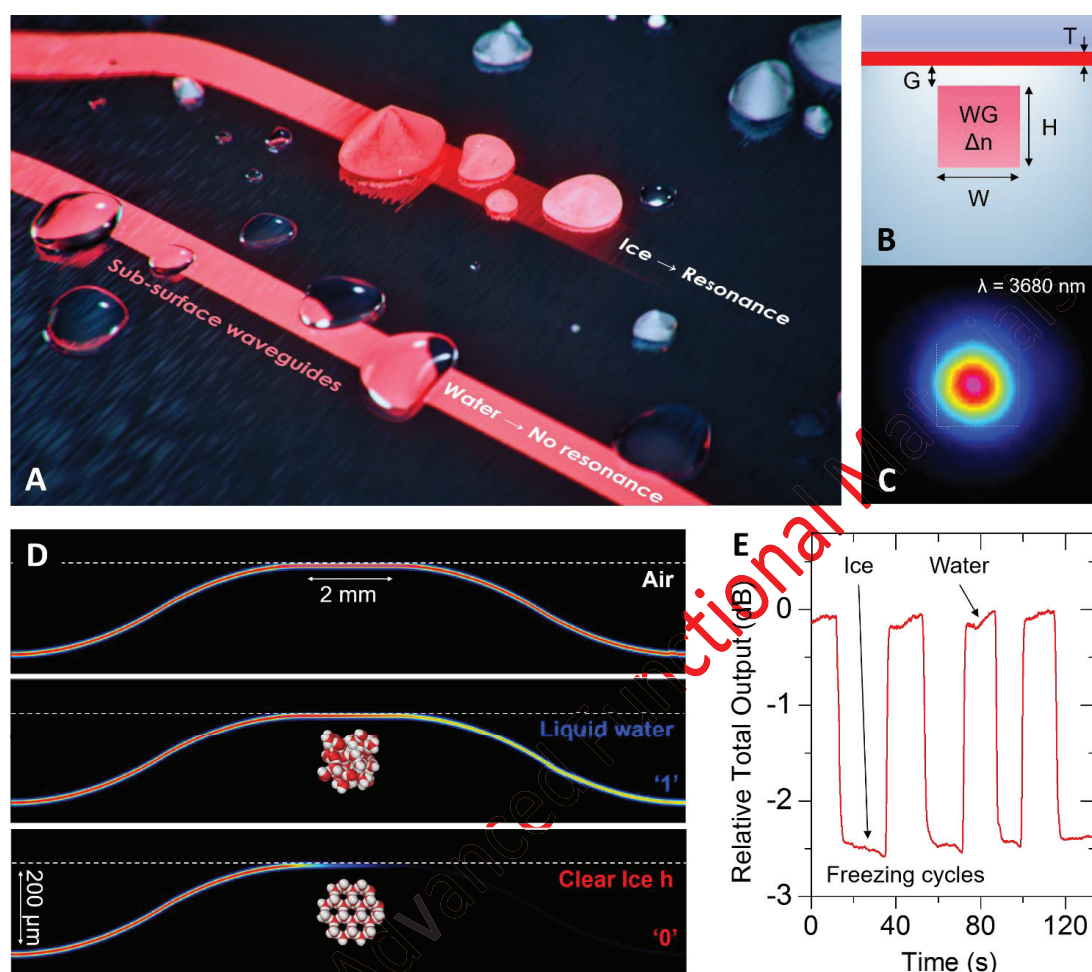 Sub-surface waveguides
Ice → Resonance
Water → No resonance
A
T
G
WG
Δn
H
W
B
λ = 3680 nm
C
D
Air
2 mm
Liquid water
'1'
Clear Ice h
'0'
200 µm
E
Ice
Water
Relative Total Output (dB)
0
-1
-2
-3
Freezing cycles
0
40
80
120
Time (s)
Advanced Functional Materials